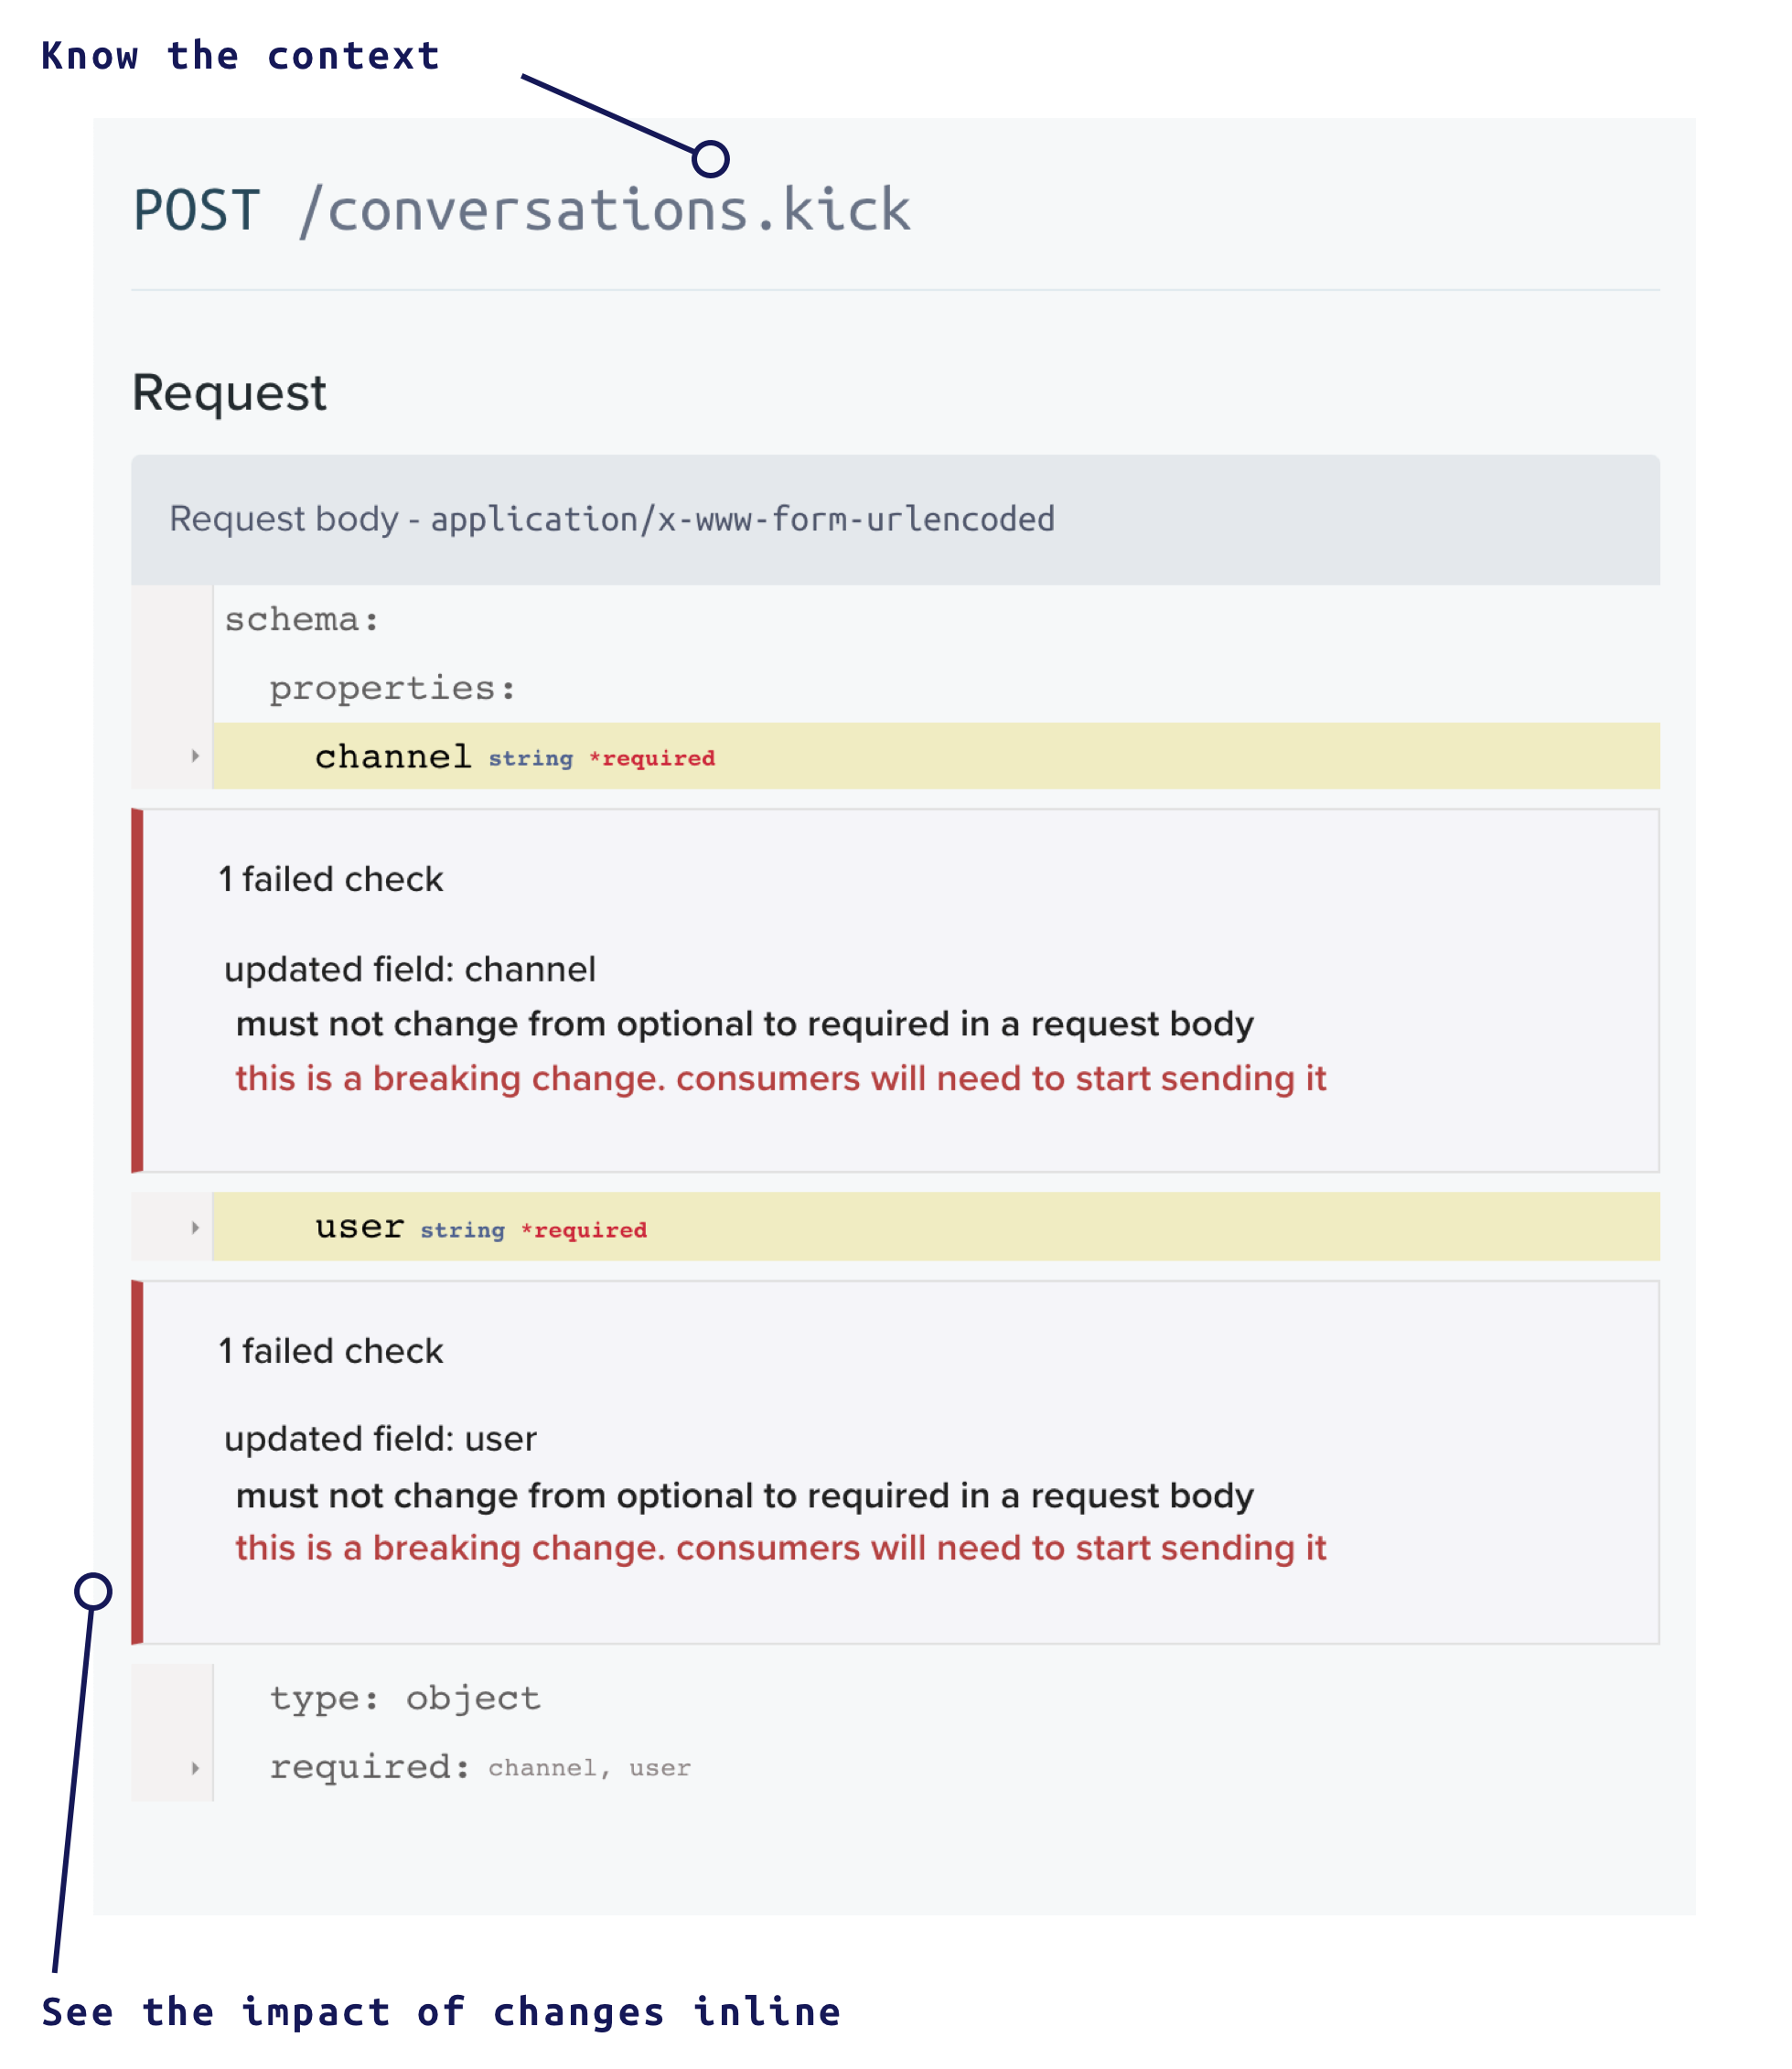 Know the context
POST /conversations.kick
Request
Request body - application/x-www-form-urlencoded
schema:
properties:
channel string *required
1 failed check
updated field: channel
must not change from optional to required in a request body
this is a breaking change. consumers will need to start sending it
user string *required
1 failed check
updated field: user
must not change from optional to required in a request body
this is a breaking change. consumers will need to start sending it
type: object
required: channel, user
See the impact of changes inline